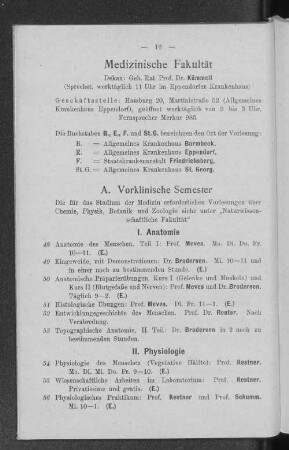 — 12 —
Medizinische Fakultät
Dekan: Geh. Rat Prof. Dr. Kümmell
(Sprechst. werktäglich 11 Uhr im Eppendorfer Krankenhaus)
Geschäftsstelle: Hamburg 20, Martinistraße 52 (Allgemeines
Krankenhaus Eppendorf), geöffnet werktäglich von 2 bis 3 Uhr.
Fernsprecher Merkur 985
Die Buchstaben B., E., F. und St.G. bezeichnen den Ort der Vorlesung:
B. = Allgemeines Krankenhaus Barmbeck,
E. = Allgemeines Krankenhaus Eppendorf,
F. = Staatskrankenanstalt Friedrichsberg,
St.G. = Allgemeines Krankenhaus St. Georg.
A. Vorklinische Semester
Die für das Studium der Medizin erforderlichen Vorlesungen über
Chemie, Physik, Botanik und Zoologie siehe unter „Naturwissen-
schaftliche Fakultät"
I. Anatomie
48 Anatomie des Menschen, Teil I: Prof. Meves. Mo. Di. Do. Fr.
10—11. (E.)
49 Eingeweide, mit Demonstrationen: Dr. Brodersen. Mi. 10—11 und
in einer noch zu bestimmenden Stunde. (E.)
50 Anatomische Präparierübungen. Kurs I (Gelenke und Muskeln) und
Kurs II (Blutgefäße und Nerven): Prof. Meves und Dr. Brodersen.
Täglich 9—2. (E.)
51 Histologische Übungen: Prof. Meves. Di. Fr. 11—1. (E.)
52 Entwicklungsgeschichte des Menschen: Dr. Reuter. Nach
Verabredung.
53 Topographische Anatomie, II. Teil: Dr. Brodersen in 2 noch zu
bestimmenden Stunden.
II. Physiologie
54 Physiologie des Menschen (Vegetative Hälfte): Prof. Kestner.
Mo. Di. Mi. Do. Fr. 9—10. (E.)
55 Wissenschaftliche Arbeiten im Laboratorium: Prof. Kestner.
Privatissime und gratis. (E.)
56 Physiologisches Praktikum: Prof. Kestner und Prof. Schumm.
Mi. 10—1. (E.)